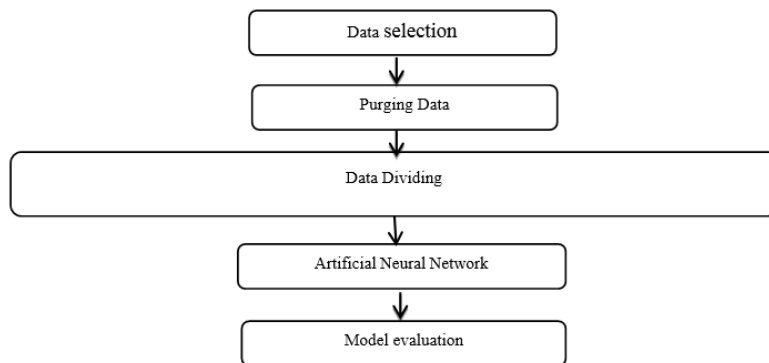 Data selection
Purging Data
Data Dividing
Artificial Neural Network
Model evaluation